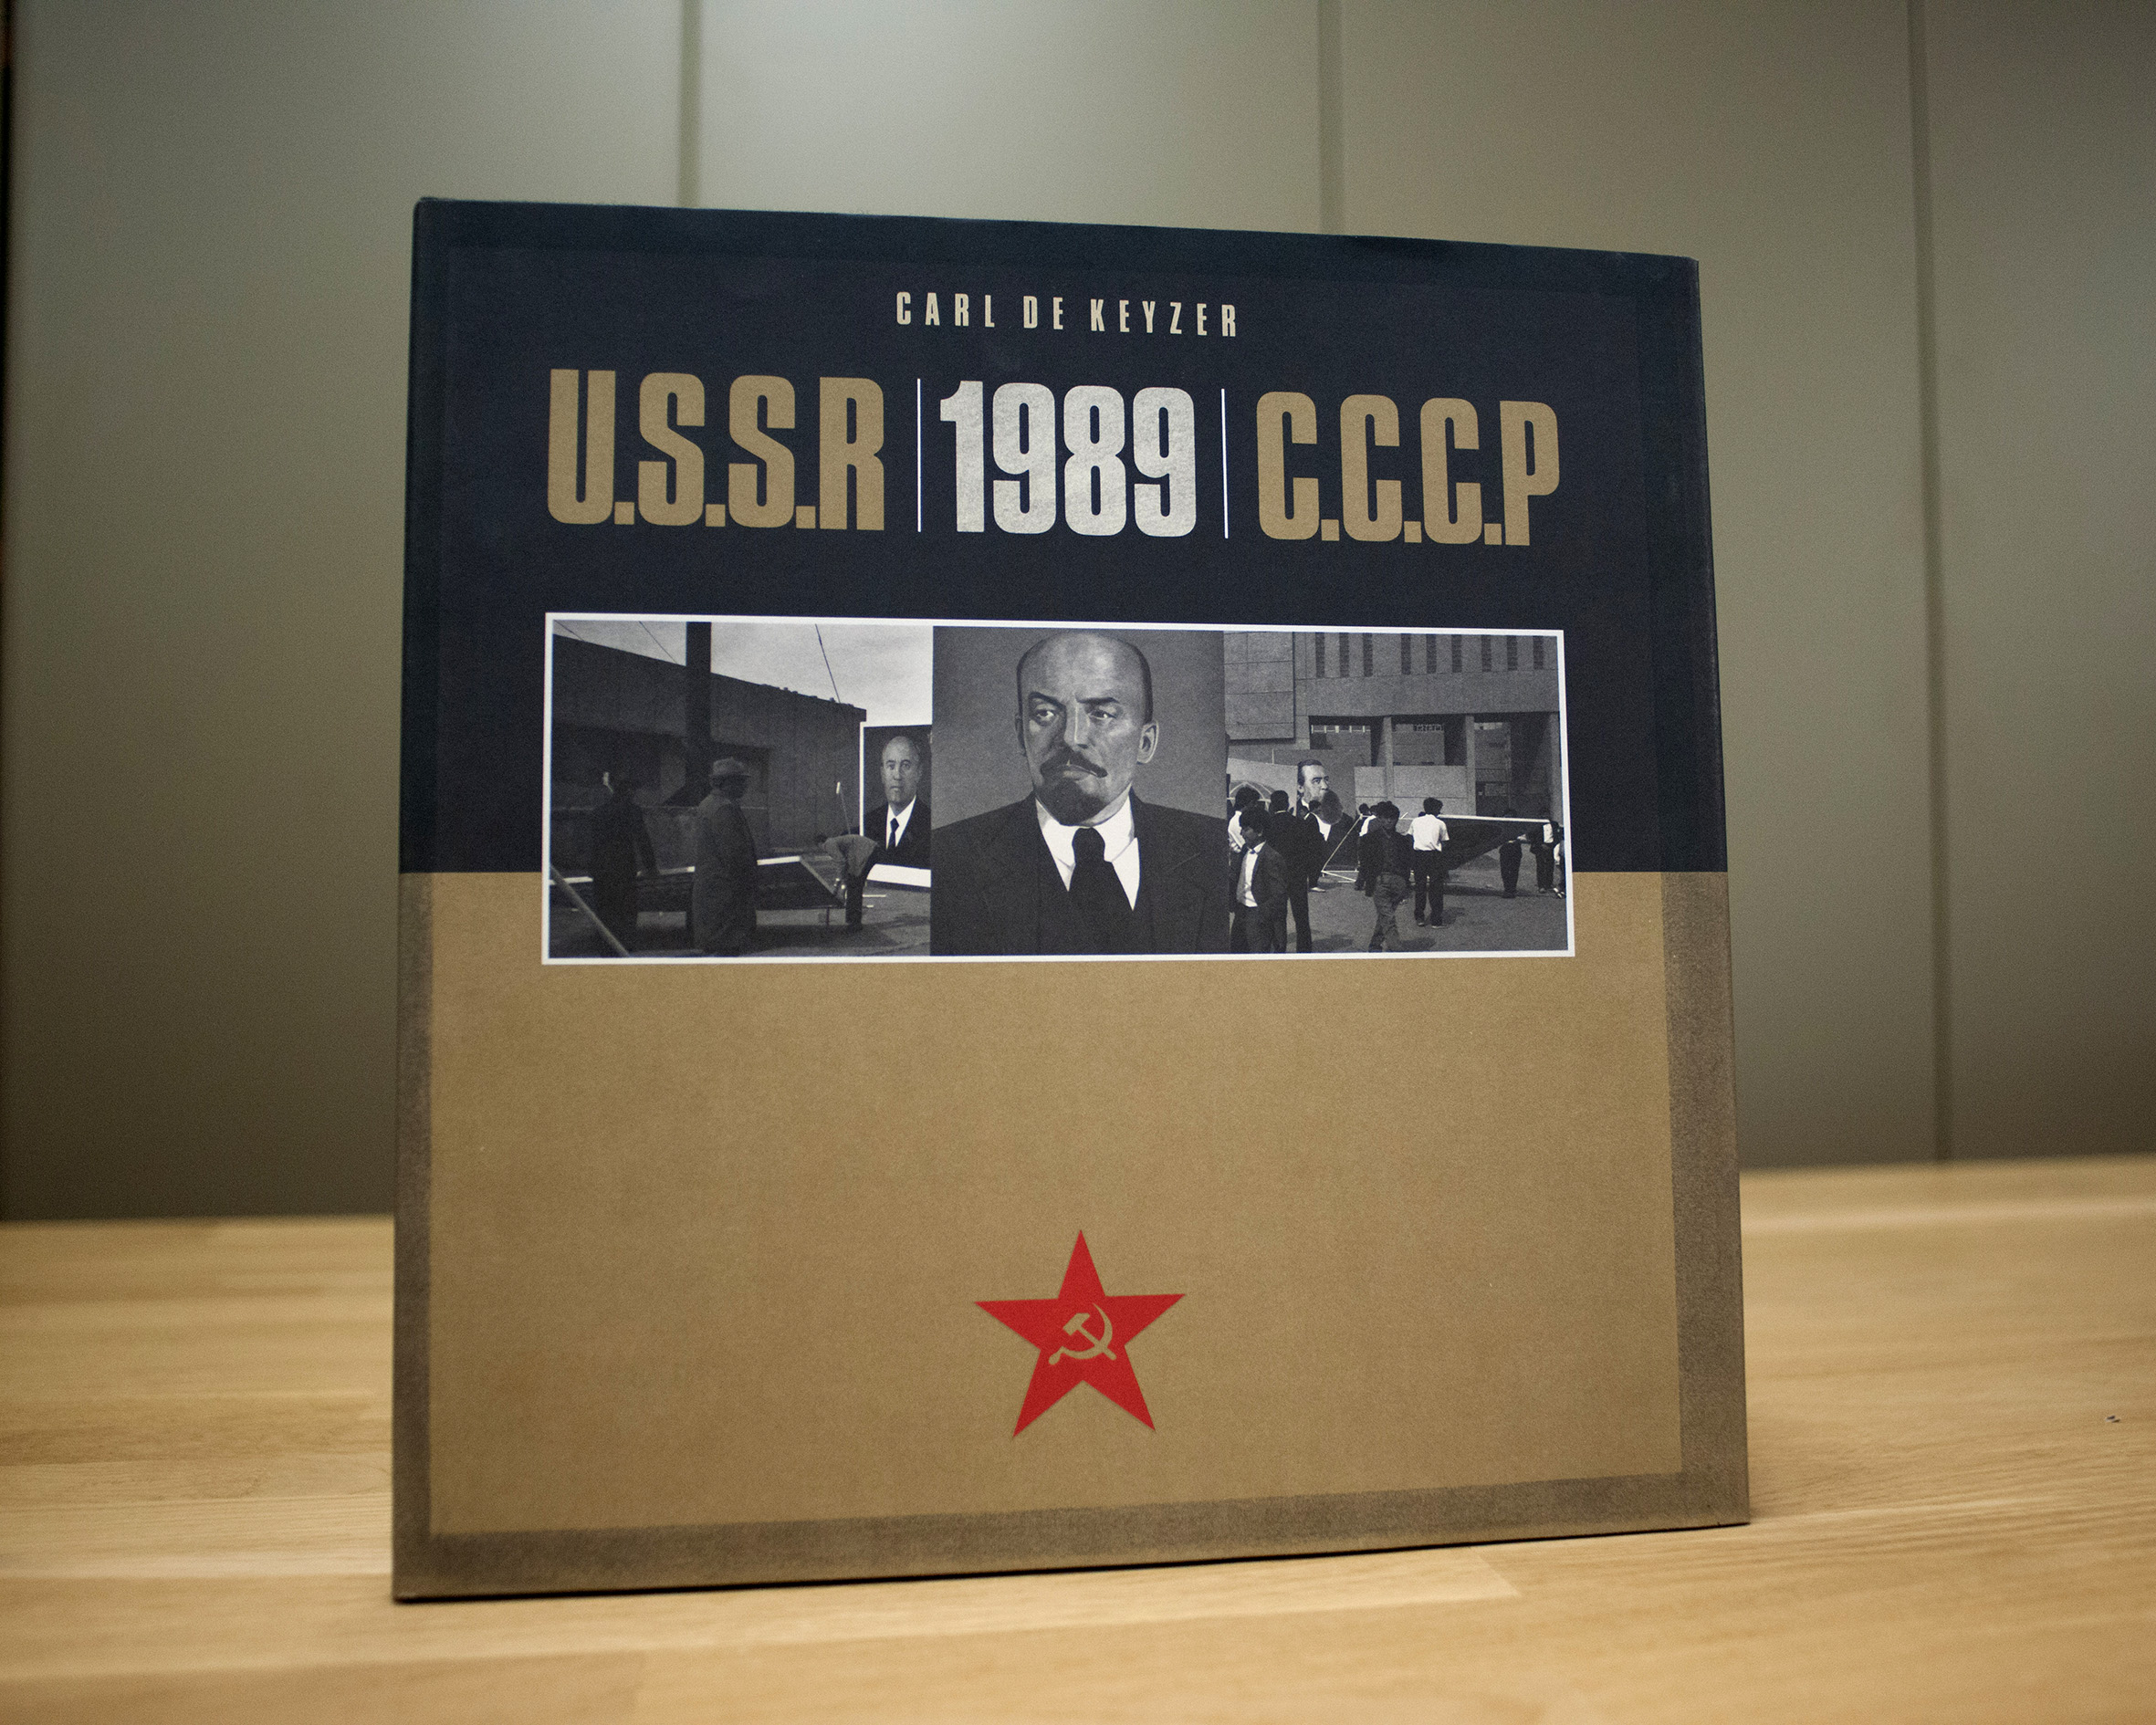 CARL DE KEYZER
U.S.S.R | 1989 | C.C.C.P